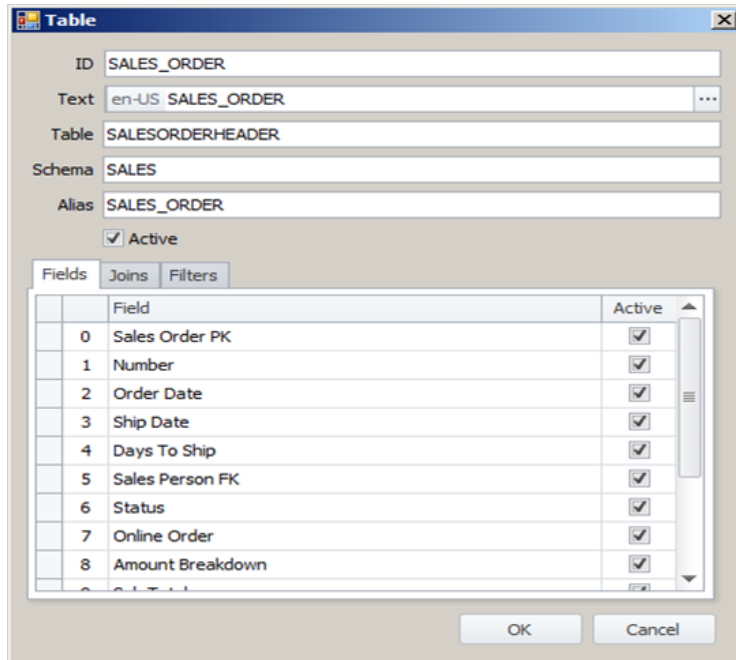 Table
ID SALES_ORDER
Text en-US SALES_ORDER ...
Table SALESORDERHEADER
Schema SALES
Alias SALES_ORDER
Active
Fields Joins Filters
Field Active
0 Sales Order PK
1 Number
2 Order Date
3 Ship Date
4 Days To Ship
5 Sales Person FK
6 Status
7 Online Order
8 Amount Breakdown
OK Cancel